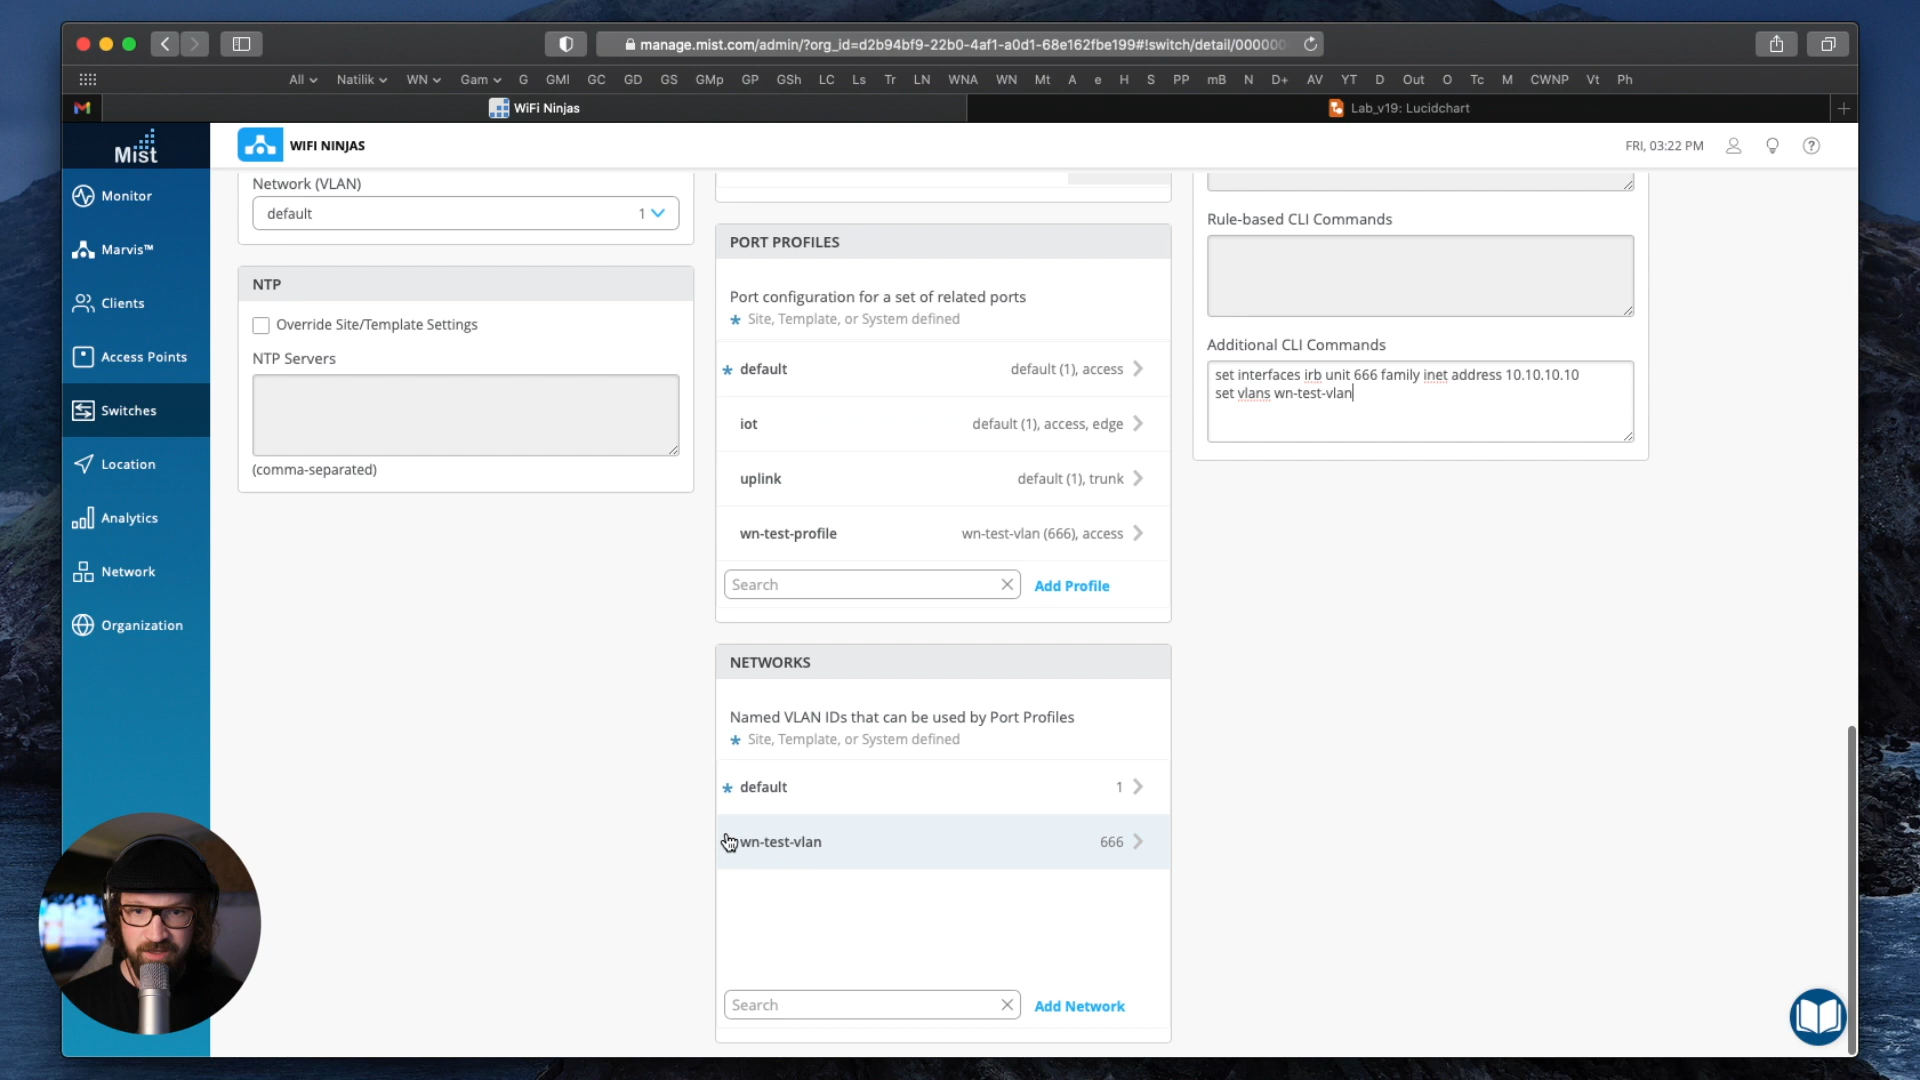 manage.mist.com/admin/?org_id=d2b94bf9-22b0-4af1-a0d1-68e162fbe199#!switch/detail/000000
All Natilik WN Gam G GMI GC GD GS GMp GP GSh LC Ls Tr LN WNA WN Mt A e H S PP mB N D+ AV YT D Out O Tc M CWNP Vt Ph
WiFi Ninjas
Lab_v19: Lucidchart
Mist
WIFI NINJAS
FRI, 03:22 PM
Monitor
Marvis™
Clients
Access Points
Switches
Location
Analytics
Network
Organization
Network (VLAN)
default 1
NTP
Override Site/Template Settings
NTP Servers
(comma-separated)
PORT PROFILES
Port configuration for a set of related ports
* Site, Template, or System defined
* default default (1), access
iot default (1), access, edge
uplink default (1), trunk
wn-test-profile wn-test-vlan (666), access
Search
Add Profile
NETWORKS
Named VLAN IDs that can be used by Port Profiles
* Site, Template, or System defined
* default 1
wn-test-vlan 666
Search
Add Network
Rule-based CLI Commands
Additional CLI Commands
set interfaces irb unit 666 family inet address 10.10.10.10
set vlans wn-test-vlan